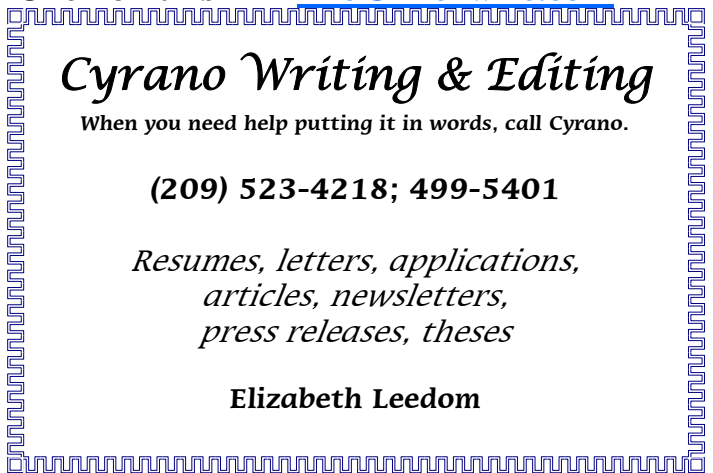 Cyrano Writing & Editing
When you need help putting it in words, call Cyrano.
(209) 523-4218; 499-5401
Resumes, letters, applications,
articles, newsletters,
press releases, theses
Elizabeth Leedom